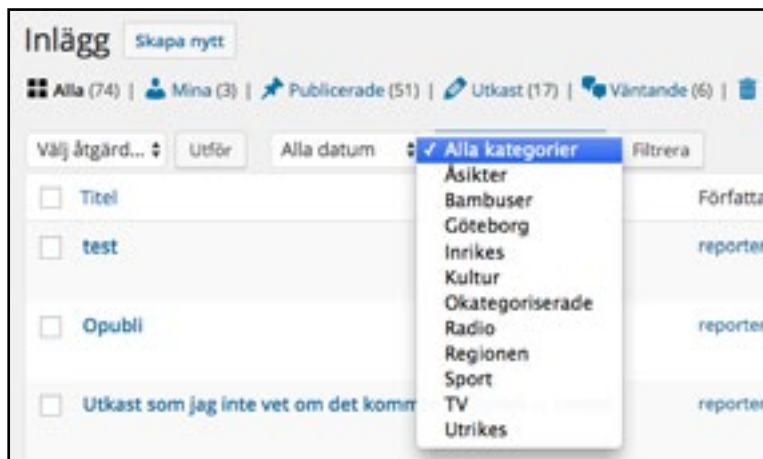 Inlägg Skapa nytt
Alla (74) | Mina (3) | Publicerade (51) | Utkast (17) | Väntande (6) |
Välj åtgärd... Utför Alla datum ✓ Alla kategorier Filtrera
Åsikter
Titel Författa
Bambuser
Göteborg
test reporter
Inrikes
Kultur
Okategoriserade
Opubli reporter
Radio
Regionen
Sport
Utkast som jag inte vet om det komm reporter
TV
Utrikes